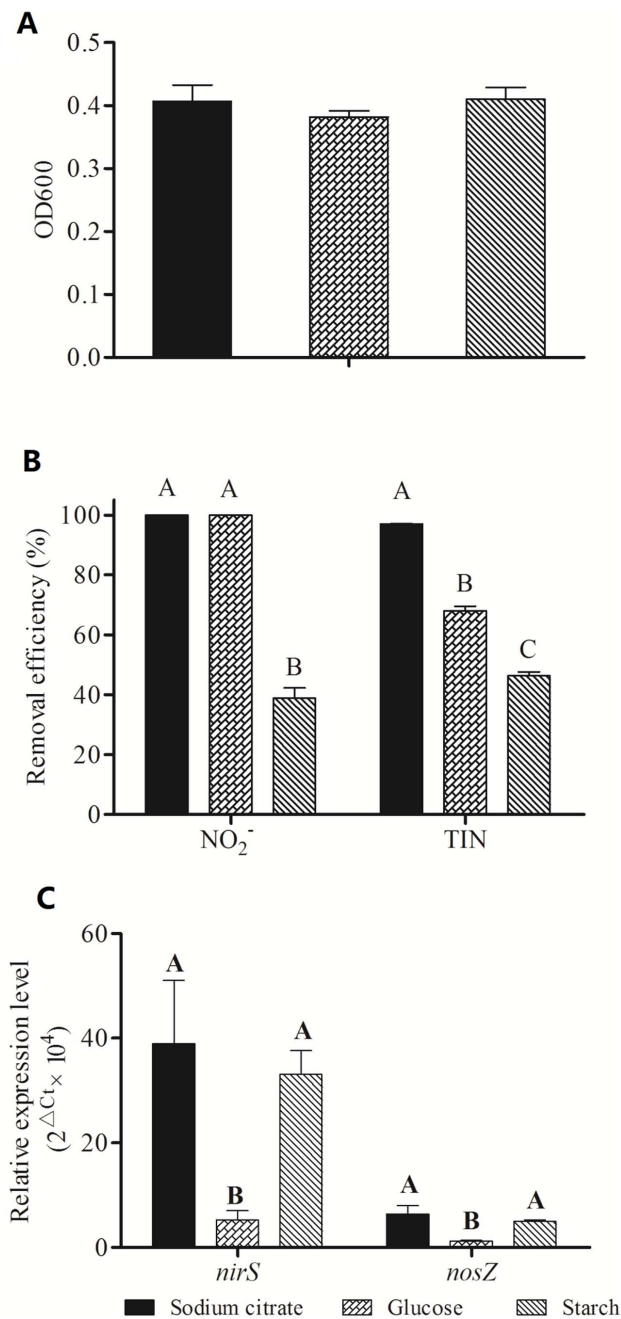 A
0.5
0.4
0.3
0.2
0.1
0.0
OD600
B
100
80
60
40
20
0
Removal efficiency (%)
A A B
A B C
NO₂⁻ TIN
C
60
40
20
0
Relative expression level
(2^△Ct × 10⁴)
A B A
A B A
nirS nosZ
Sodium citrate Glucose Starch